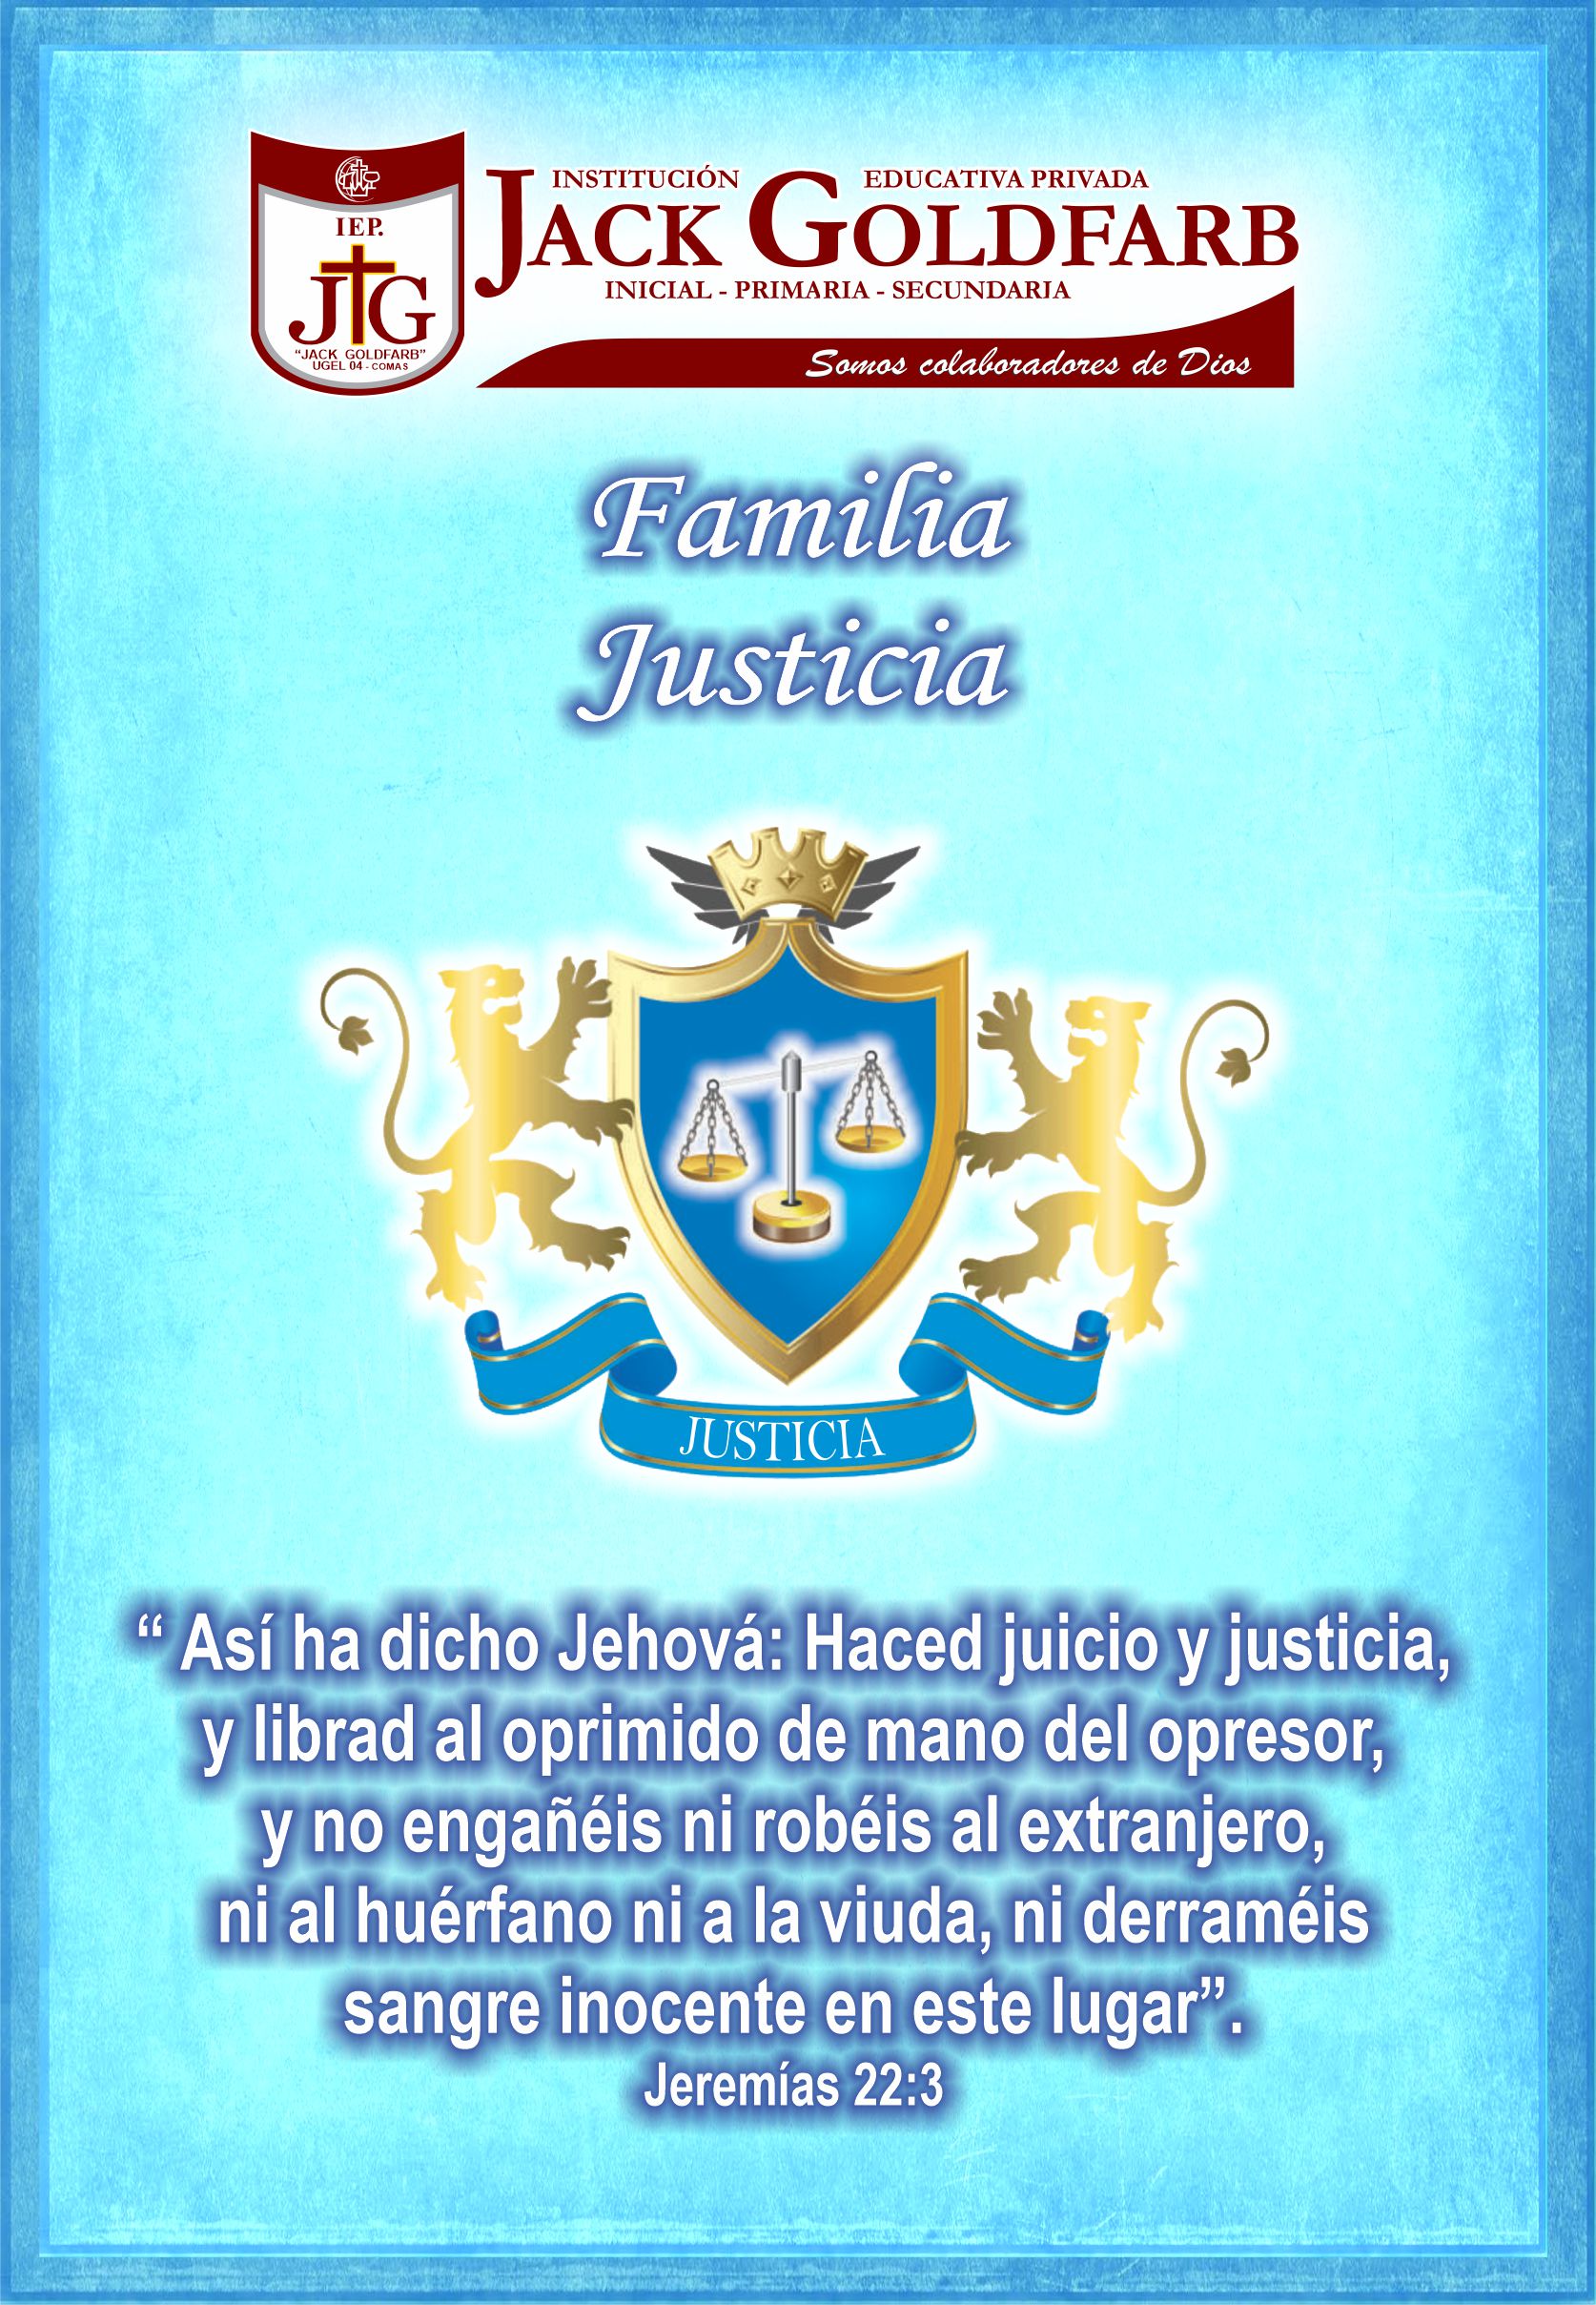 IEP.
JTG
“JACK GOLDFARB”
UGEL 04 - COMAS
INSTITUCIÓN EDUCATIVA PRIVADA
JACK GOLDFARB
INICIAL - PRIMARIA - SECUNDARIA
Somos colaboradores de Dios
Familia
Justicia
JUSTICIA
“ Así ha dicho Jehová: Haced juicio y justicia,
y librad al oprimido de mano del opresor,
y no engañéis ni robéis al extranjero,
ni al huérfano ni a la viuda, ni derraméis
sangre inocente en este lugar”.
Jeremías 22:3